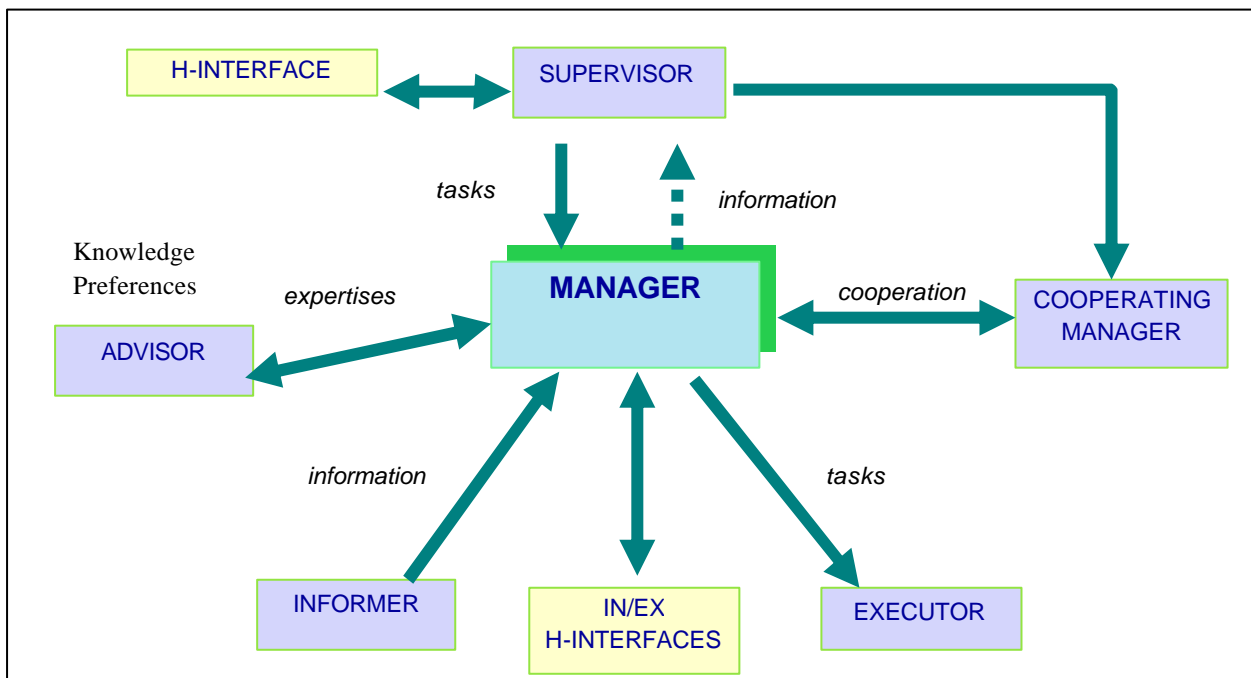 H-INTERFACE
SUPERVISOR
tasks
information
Knowledge
Preferences
expertises
MANAGER
cooperation
COOPERATING
MANAGER
ADVISOR
information
tasks
INFORMER
IN/EX
H-INTERFACES
EXECUTOR